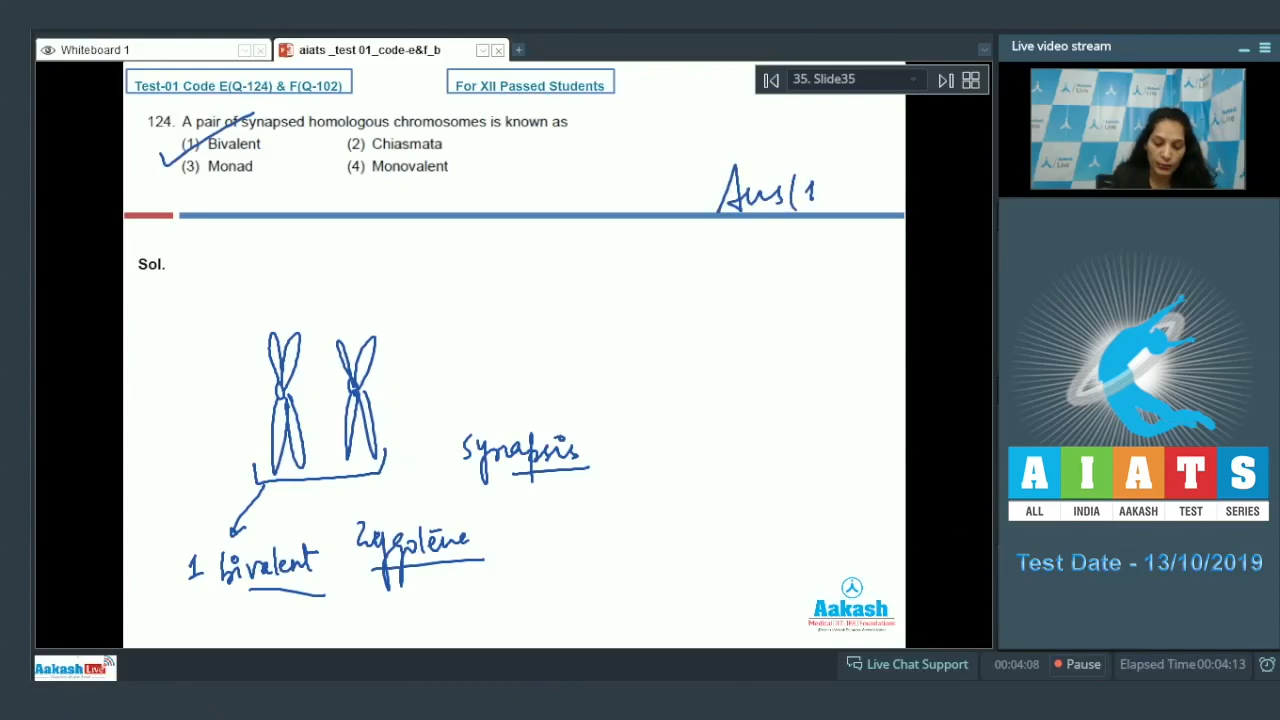 Whiteboard 1
aiats _test 01_code-e&f_b
Live video stream
Test-01 Code E(Q-124) & F(Q-102)
For XII Passed Students
35. Slide35
124. A pair of synapsed homologous chromosomes is known as
(1) Bivalent
(2) Chiasmata
(3) Monad
(4) Monovalent
Ans(1
Sol.
synapsis
Zygotene
1 bivalent
A I A T S
ALL INDIA AAKASH TEST SERIES
Test Date - 13/10/2019
Aakash
Medical|IIT-JEE|Foundations
Aakash Live
Live Chat Support
00:04:08
Pause
Elapsed Time 00:04:13